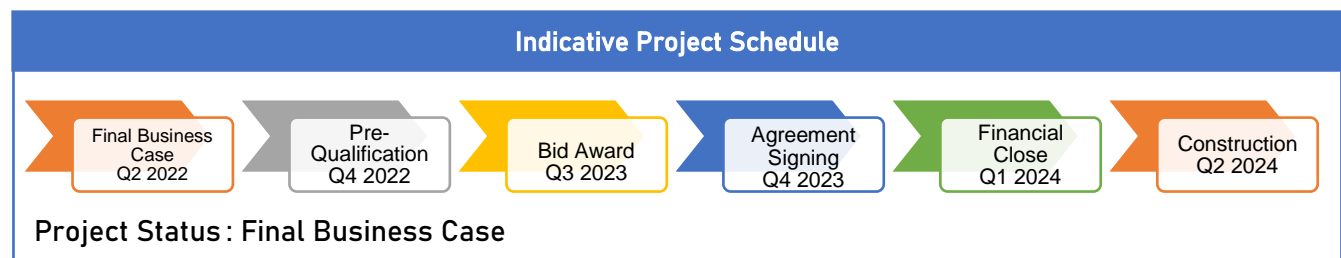 Indicative Project Schedule
Final Business
Case
Q2 2022
Pre-
Qualification
Q4 2022
Bid Award
Q3 2023
Agreement
Signing
Q4 2023
Financial
Close
Q1 2024
Construction
Q2 2024
Project Status : Final Business Case